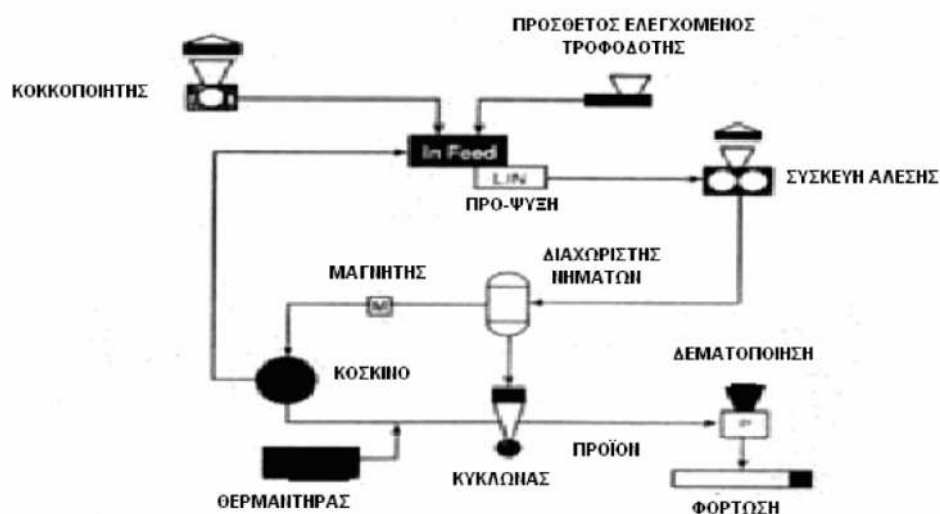 ΠΡΟΣΘΕΤΟΣ ΕΛΕΓΧΟΜΕΝΟΣ
ΤΡΟΦΟΔΟΤΗΣ
ΚΟΚΚΟΠΟΙΗΤΗΣ
In Feed
LIN
ΠΡΟ-ΨΥΞΗ
ΣΥΣΚΕΥΗ ΑΛΕΣΗΣ
ΔΙΑΧΩΡΙΣΤΗΣ
ΝΗΜΑΤΩΝ
ΜΑΓΝΗΤΗΣ
M
ΚΟΣΚΙΝΟ
ΔΕΜΑΤΟΠΟΙΗΣΗ
P
ΠΡΟΪΟΝ
ΘΕΡΜΑΝΤΗΡΑΣ
ΚΥΚΛΩΝΑΣ
ΦΟΡΤΩΣΗ